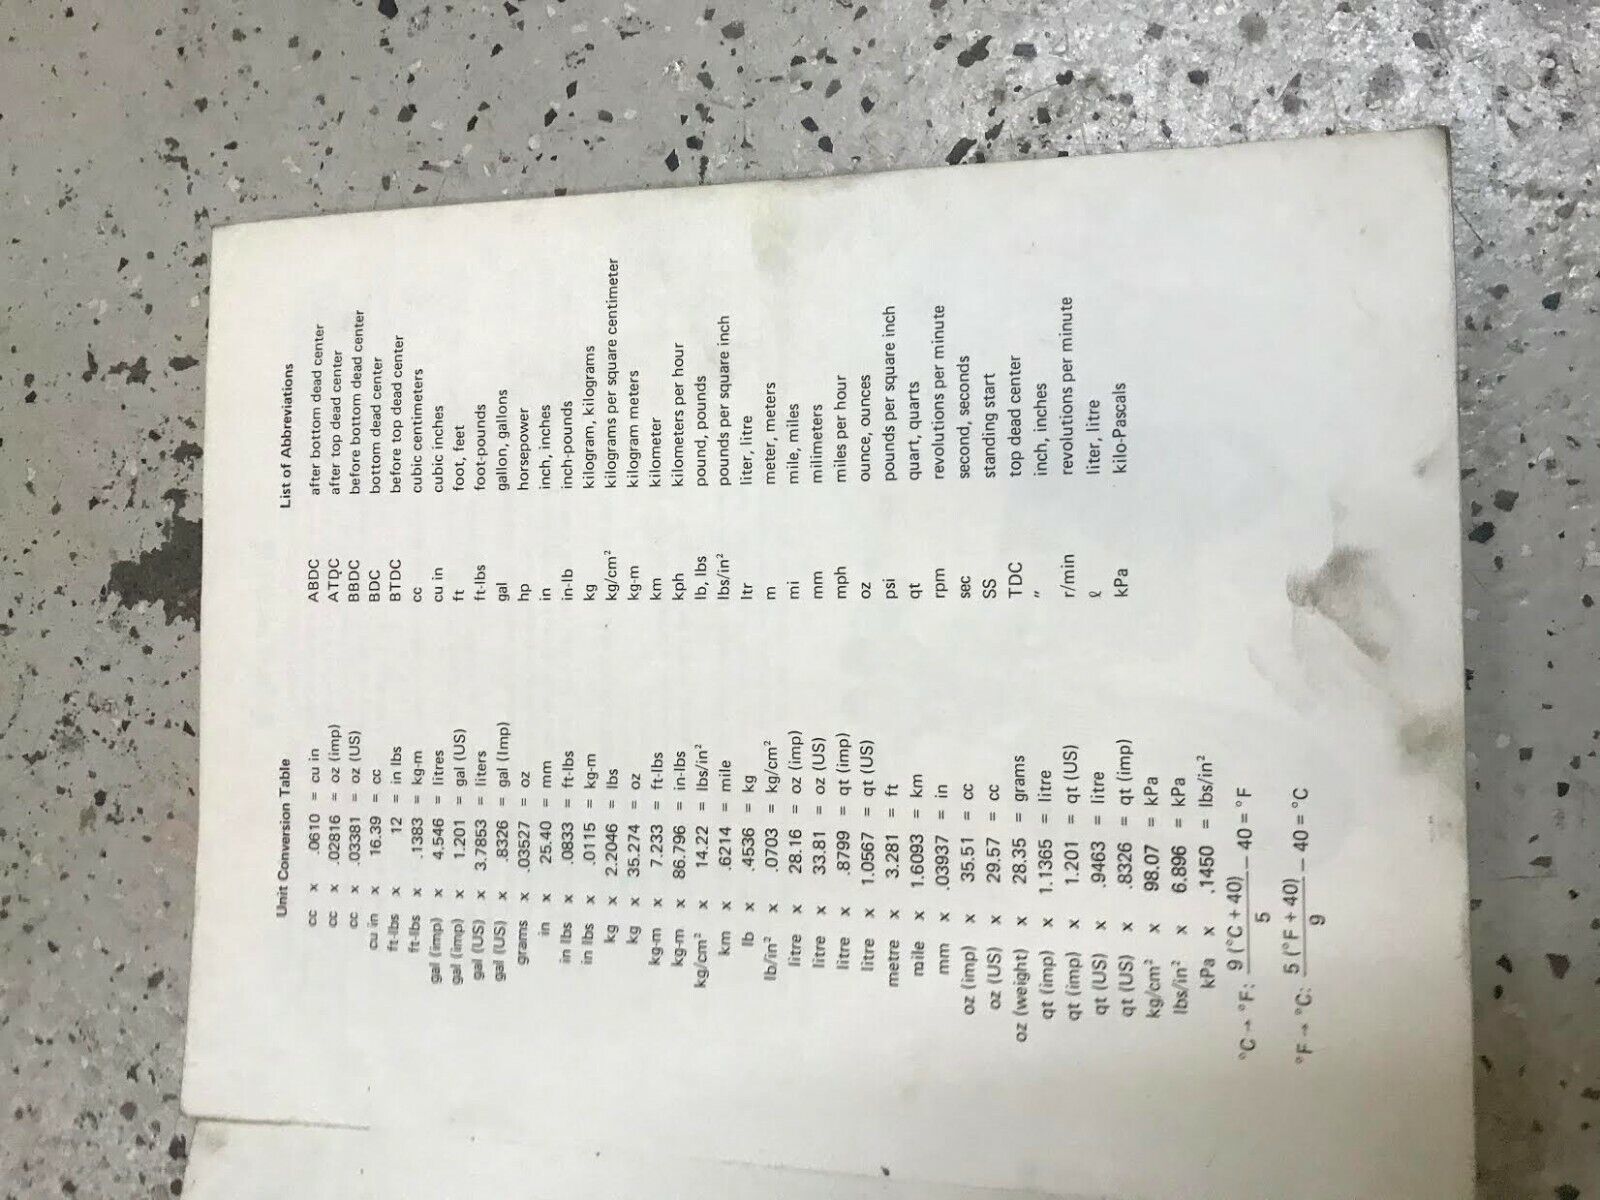 Unit Conversion Table
cc x .0610 = cu in
cc x .02816 = oz (imp)
cc x .03381 = oz (US)
cu in x 16.39 = cc
ft-lbs x 12 = in lbs
ft-lbs x .1383 = kg-m
gal (imp) x 4.546 = litres
gal (imp) x 1.201 = gal (US)
gal (US) x 3.7853 = liters
gal (US) x .8326 = gal (Imp)
grams x .03527 = oz
in x 25.40 = mm
in lbs x .0833 = ft-lbs
in lbs x .0115 = kg-m
kg x 2.2046 = lbs
kg x 35.274 = oz
kg-m x 7.233 = ft-lbs
kg-m x 86.796 = in-lbs
kg/cm² x 14.22 = lbs/in²
km x .6214 = mile
lb x .4536 = kg
lb/in² x .0703 = kg/cm²
litre x 28.16 = oz (imp)
litre x 33.81 = oz (US)
litre x .8799 = qt (imp)
litre x 1.0567 = qt (US)
metre x 3.281 = ft
mile x 1.6093 = km
mm x .03937 = in
oz (imp) x 35.51 = cc
oz (US) x 29.57 = cc
oz (weight) x 28.35 = grams
qt (imp) x 1.1365 = litre
qt (imp) x 1.201 = qt (US)
qt (US) x .9463 = litre
qt (US) x .8326 = qt (imp)
kg/cm² x 98.07 = kPa
lbs/in² x 6.896 = kPa
kPa x .1450 = lbs/in²
°C → °F: 9 (°C + 40) / 5 − 40 = °F
°F → °C: 5 (°F + 40) / 9 − 40 = °C
List of Abbreviations
ABDC after bottom dead center
ATDC after top dead center
BBDC before bottom dead center
BDC bottom dead center
BTDC before top dead center
cc cubic centimeters
cu in cubic inches
ft foot, feet
ft-lbs foot-pounds
gal gallon, gallons
hp horsepower
in inch, inches
in-lb inch-pounds
kg kilogram, kilograms
kg/cm² kilograms per square centimeter
kg-m kilogram meters
km kilometer
kph kilometers per hour
lb, lbs pound, pounds
lbs/in² pounds per square inch
ltr liter, litre
m meter, meters
mi mile, miles
mm milimeters
mph miles per hour
oz ounce, ounces
psi pounds per square inch
qt quart, quarts
rpm revolutions per minute
sec second, seconds
SS standing start
TDC top dead center
" inch, inches
r/min revolutions per minute
ℓ liter, litre
kPa kilo-Pascals